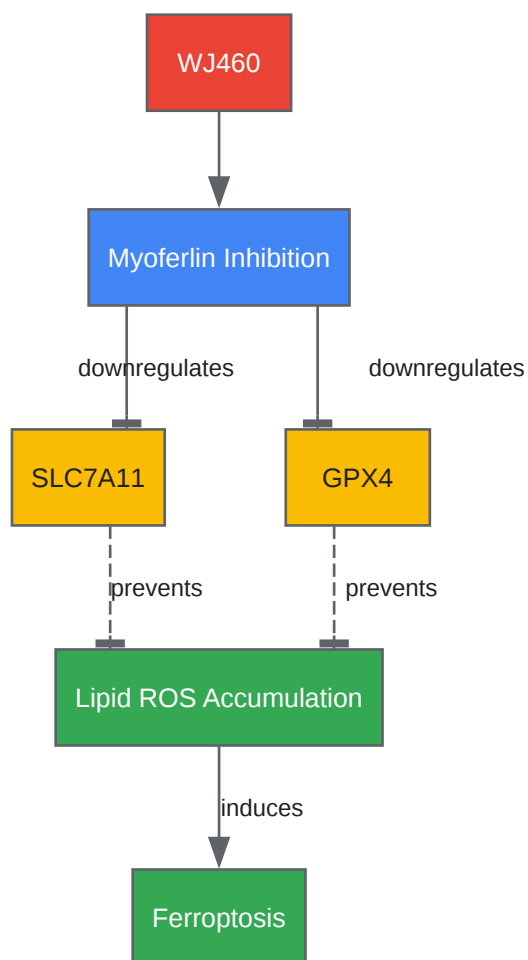 WJ460
Myoferlin Inhibition
downregulates
downregulates
SLC7A11
GPX4
prevents
prevents
Lipid ROS Accumulation
induces
Ferroptosis